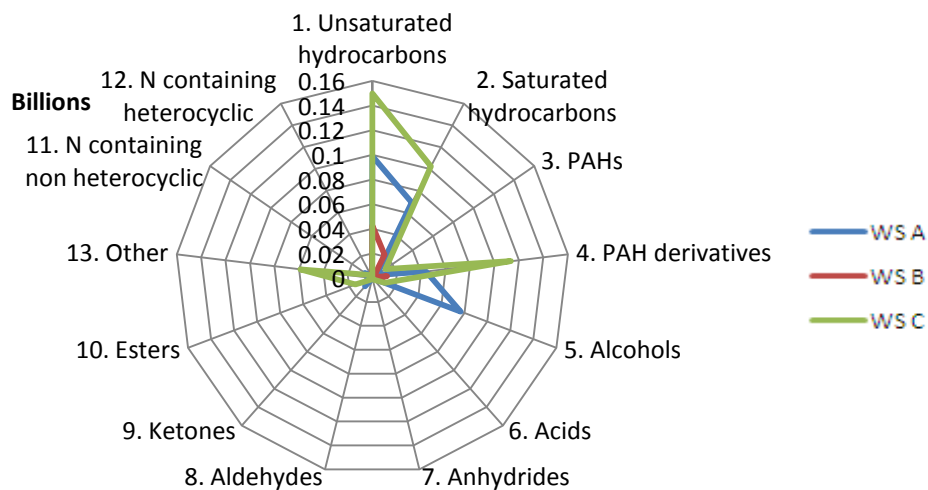 1. Unsaturated
hydrocarbons
12. N containing
heterocyclic
2. Saturated
hydrocarbons
Billions
11. N containing
non heterocyclic
3. PAHs
0.16
0.14
0.12
0.1
0.08
0.06
0.04
0.02
0
13. Other
4. PAH derivatives
10. Esters
5. Alcohols
9. Ketones
6. Acids
8. Aldehydes
7. Anhydrides
WS A
WS B
WS C